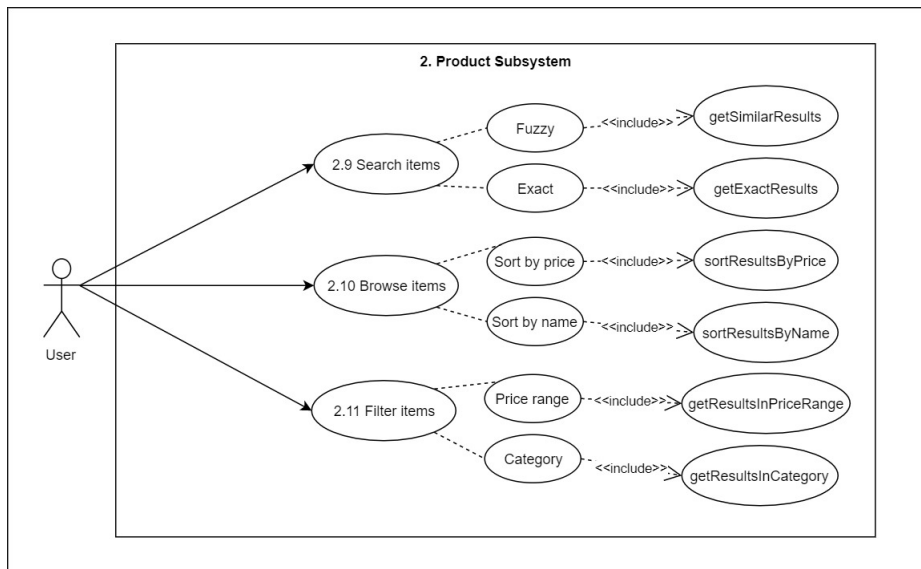 2. Product Subsystem
Fuzzy
<<include>>
getSimilarResults
2.9 Search items
Exact
<<include>>
getExactResults
Sort by price
<<include>>
sortResultsByPrice
2.10 Browse items
Sort by name
<<include>>
sortResultsByName
User
Price range
<<include>>
getResultsInPriceRange
2.11 Filter items
Category
<<include>>
getResultsInCategory